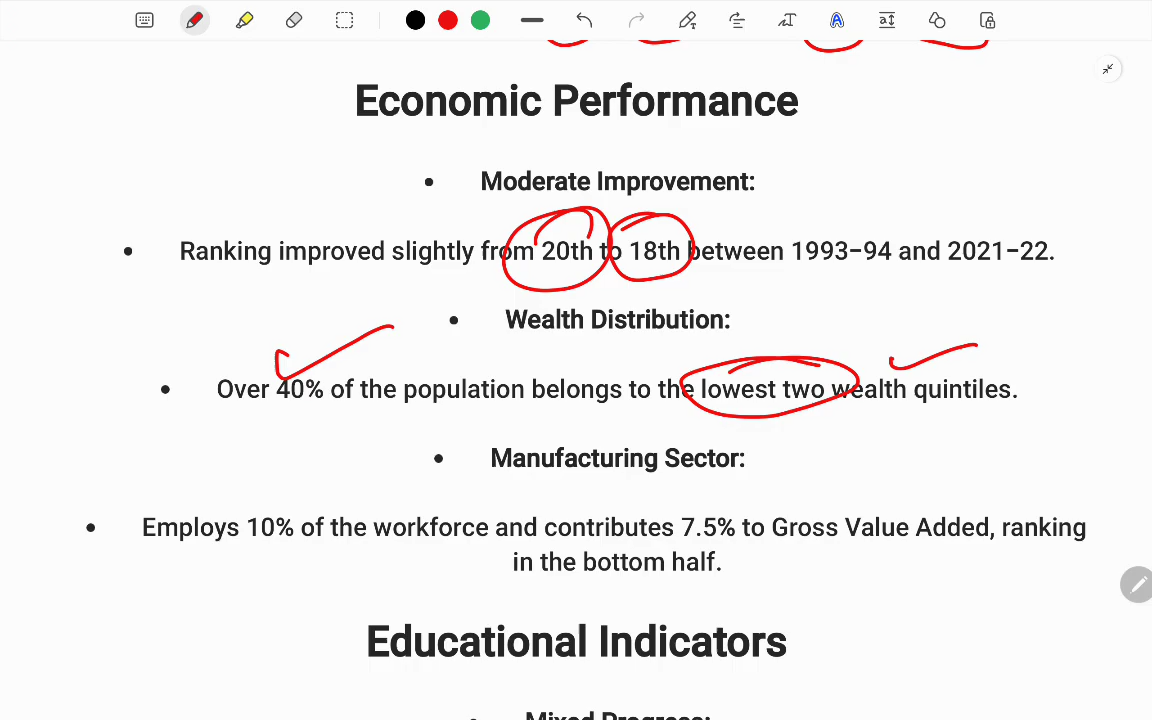 Economic Performance
Moderate Improvement:
Ranking improved slightly from 20th to 18th between 1993–94 and 2021–22.
Wealth Distribution:
Over 40% of the population belongs to the lowest two wealth quintiles.
Manufacturing Sector:
Employs 10% of the workforce and contributes 7.5% to Gross Value Added, ranking
in the bottom half.
Educational Indicators
Mixed Progress: